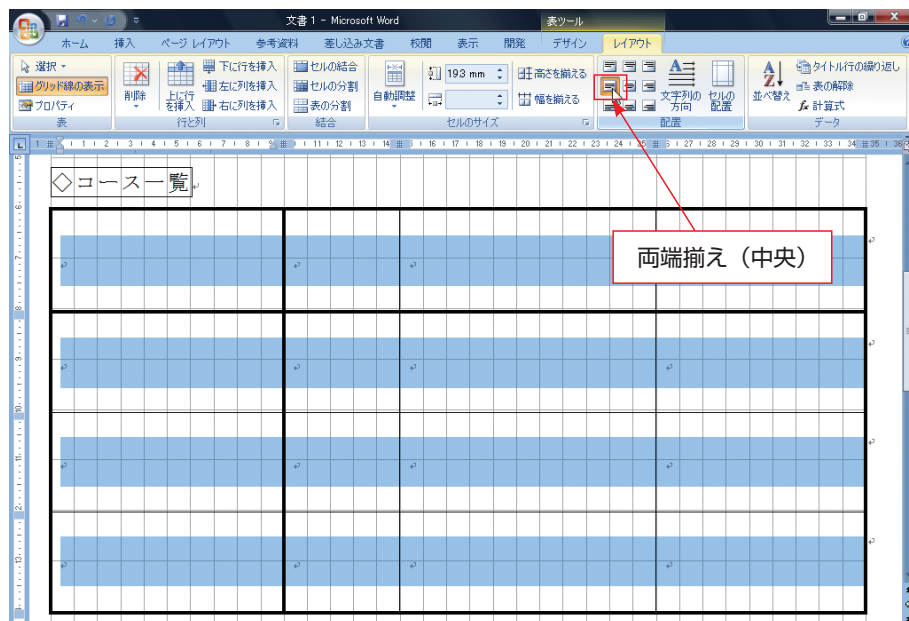 文書 1 - Microsoft Word
表ツール
ホーム 挿入 ページ レイアウト 参考資料 差し込み文書 校閲 表示 開発 デザイン レイアウト
選択
グリッド線の表示
プロパティ
表
削除
上に行を挿入
下に行を挿入
左に列を挿入
右に列を挿入
行と列
セルの結合
セルの分割
表の分割
結合
自動調整
19.3 mm
高さを揃える
幅を揃える
セルのサイズ
文字列の方向
セルの配置
配置
並べ替え
タイトル行の繰り返し
表の解除
計算式
データ
◇コース一覧
両端揃え（中央）